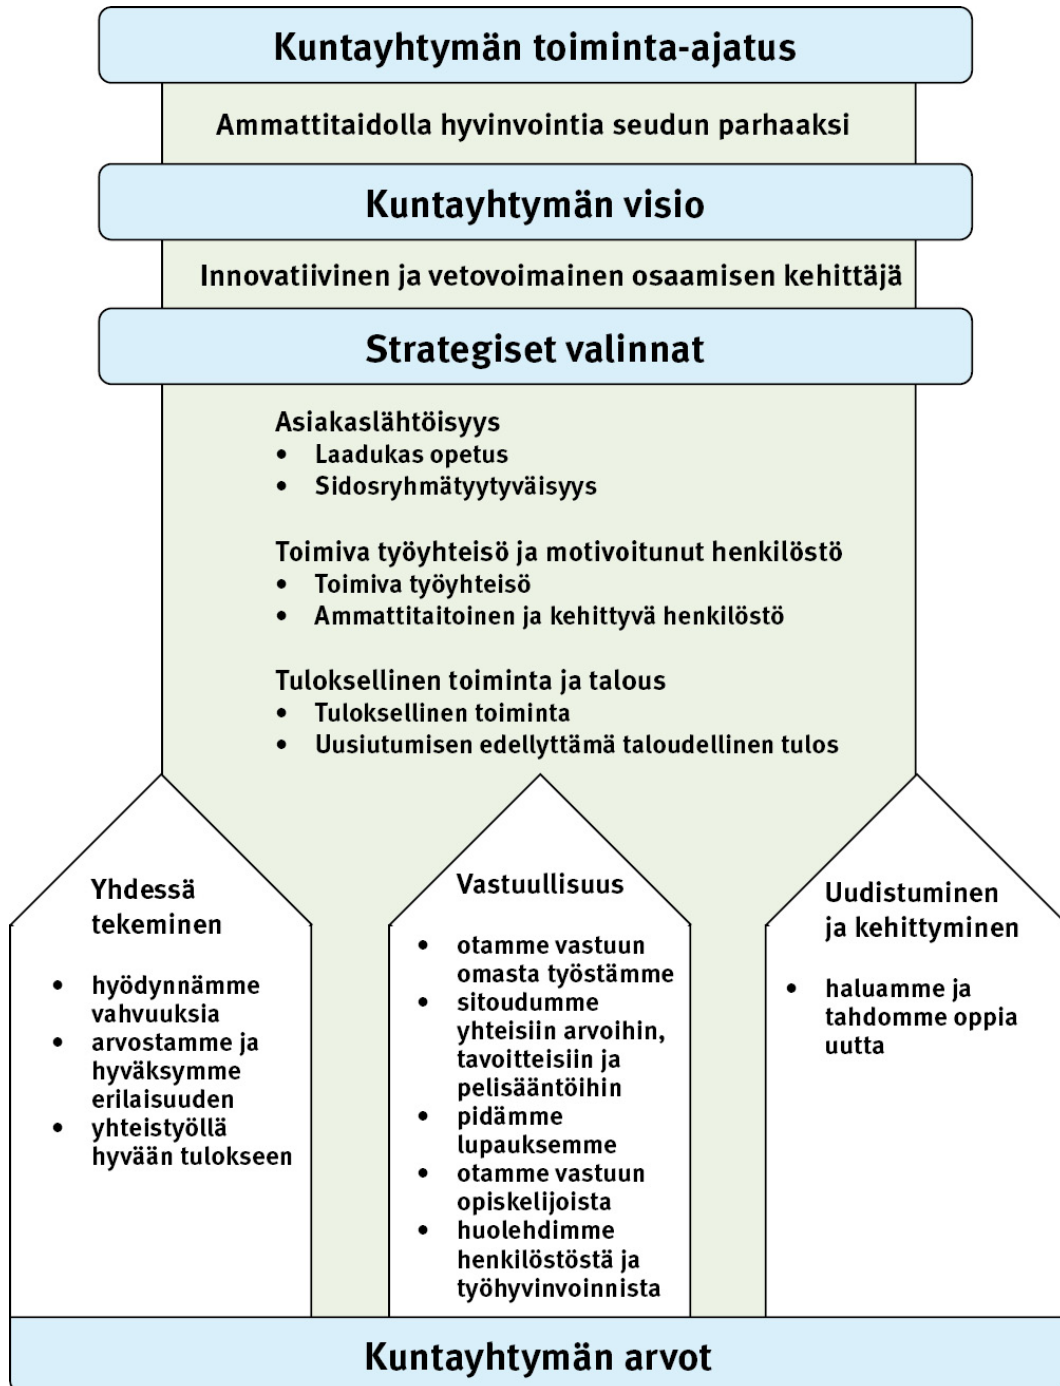 Kuntayhtymän toiminta-ajatus
Ammattitaidolla hyvinvointia seudun parhaaksi
Kuntayhtymän visio
Innovatiivinen ja vetovoimainen osaamisen kehittäjä
Strategiset valinnat
Asiakaslähtöisyys
• Laadukas opetus
• Sidosryhmätyytyväisyys
Toimiva työyhteisö ja motivoitunut henkilöstö
• Toimiva työyhteisö
• Ammattitaitoinen ja kehittyvä henkilöstö
Tuloksellinen toiminta ja talous
• Tuloksellinen toiminta
• Uusiutumisen edellyttämä taloudellinen tulos
Yhdessä
tekeminen
• hyödynnämme
vahvuuksia
• arvostamme ja
hyväksymme
erilaisuuden
• yhteistyöllä
hyvään tulokseen
Vastuullisuus
• otamme vastuun
omasta työstämme
• sitoudumme
yhteisiin arvoihin,
tavoitteisiin ja
pelisääntöihin
• pidämme
lupauksemme
• otamme vastuun
opiskelijoista
• huolehdimme
henkilöstöstä ja
työhyvinvoinnista
Uudistuminen
ja kehittyminen
• haluamme ja
tahdomme oppia
uutta
Kuntayhtymän arvot